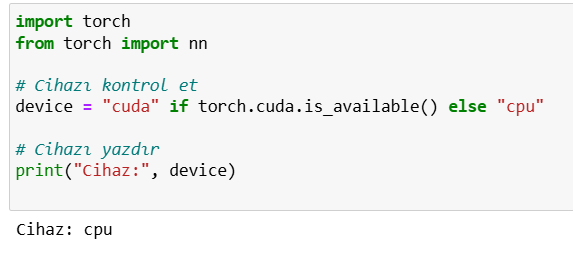 import torch
from torch import nn
# Cihazı kontrol et
device = "cuda" if torch.cuda.is_available() else "cpu"
# Cihazı yazdır
print("Cihaz:", device)
Cihaz: cpu